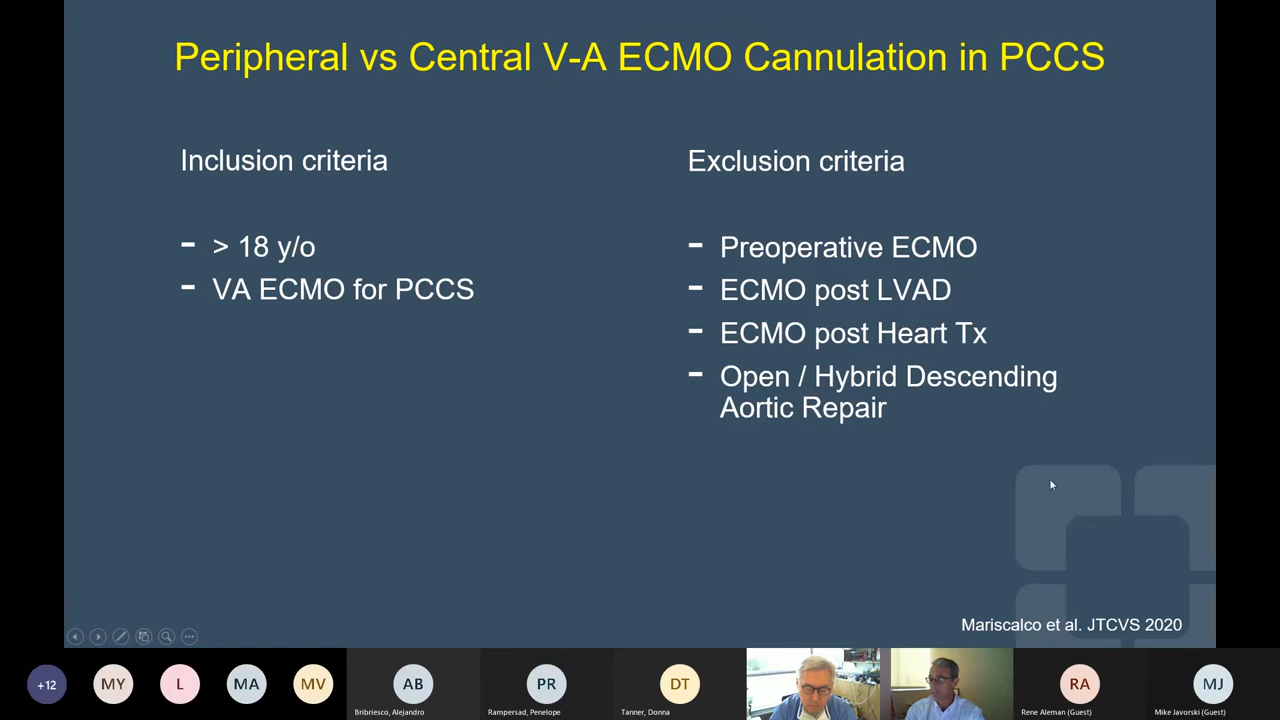 Peripheral vs Central V-A ECMO Cannulation in PCCS
Inclusion criteria
- > 18 y/o
- VA ECMO for PCCS
Exclusion criteria
- Preoperative ECMO
- ECMO post LVAD
- ECMO post Heart Tx
- Open / Hybrid Descending
Aortic Repair
Mariscalco et al. JTCVS 2020
+12
MY
L
MA
MV
AB
Bribriesco, Alejandro
PR
Rampersad, Penelope
DT
Tanner, Donna
RA
Rene Aleman (Guest)
MJ
Mike Javorski (Guest)